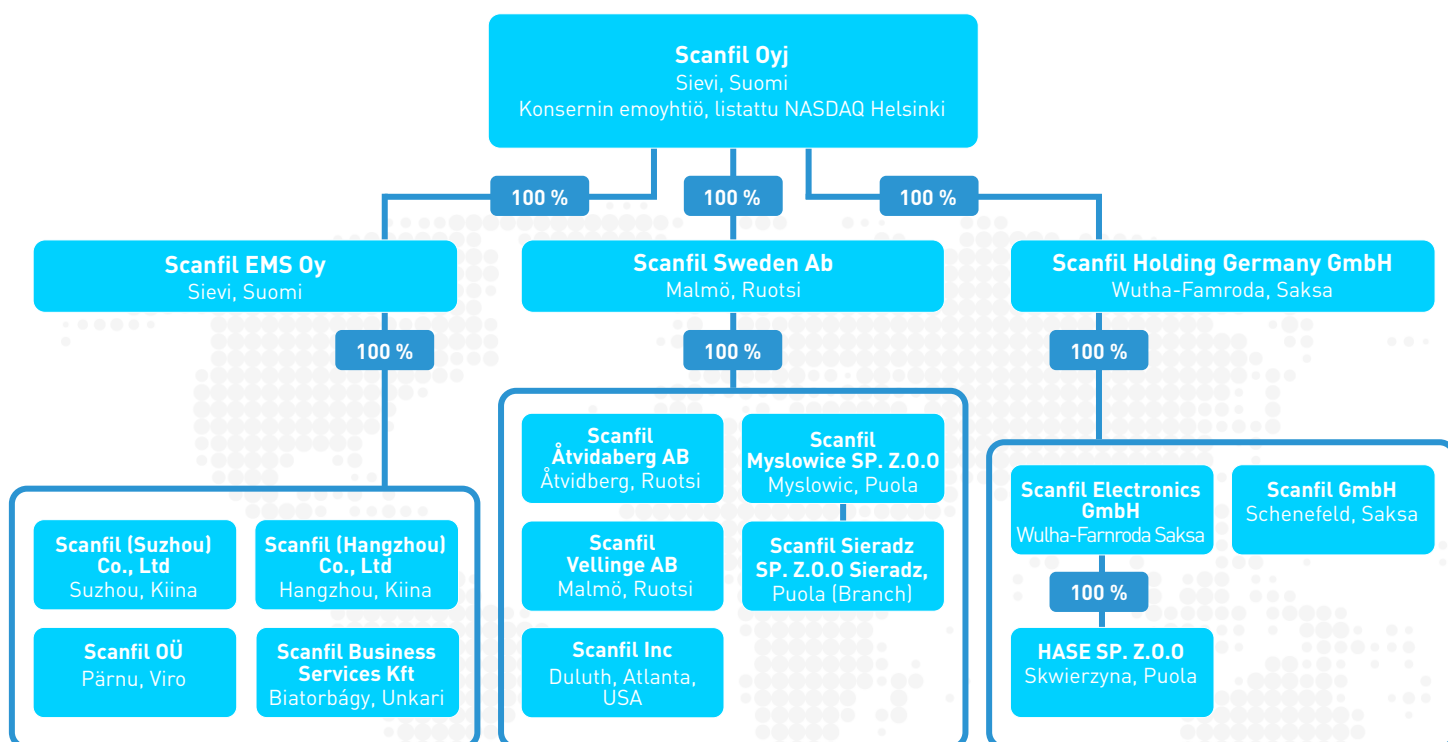 Scanfil Oyj
Sievi, Suomi
Konsernin emoyhtiö, listattu NASDAQ Helsinki
100 %
100 %
100 %
Scanfil EMS Oy
Sievi, Suomi
Scanfil Sweden Ab
Malmö, Ruotsi
Scanfil Holding Germany GmbH
Wutha-Famroda, Saksa
100 %
100 %
100 %
Scanfil (Suzhou)
Co., Ltd
Suzhou, Kiina
Scanfil (Hangzhou)
Co., Ltd
Hangzhou, Kiina
Scanfil OÜ
Pärnu, Viro
Scanfil Business
Services Kft
Biatorbágy, Unkari
Scanfil
Åtvidaberg AB
Åtvidberg, Ruotsi
Scanfil
Myslowice SP. Z.O.O
Myslowic, Puola
Scanfil
Vellinge AB
Malmö, Ruotsi
Scanfil Sieradz
SP. Z.O.O Sieradz,
Puola (Branch)
Scanfil Inc
Duluth, Atlanta,
USA
Scanfil Electronics
GmbH
Wulha-Farnroda Saksa
Scanfil GmbH
Schenefeld, Saksa
100 %
HASE SP. Z.O.O
Skwierzyna, Puola